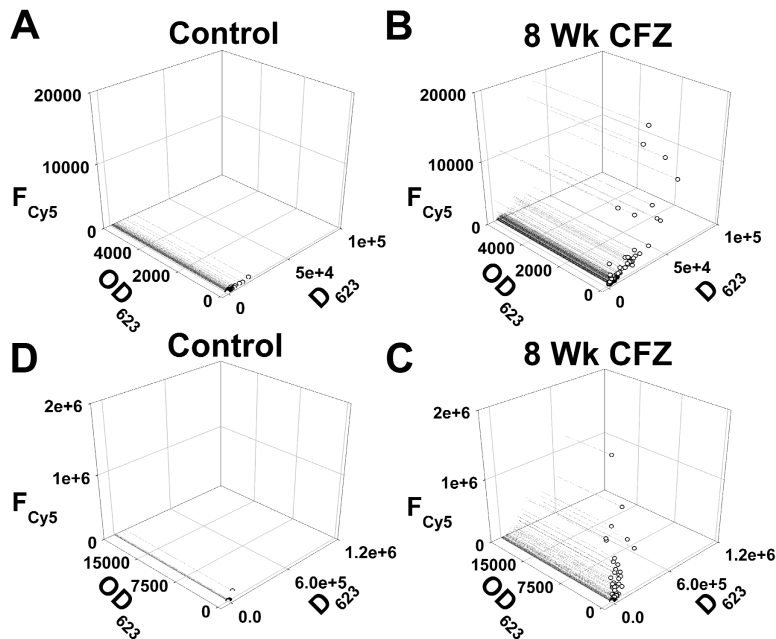 A
Control
20000
10000
F Cy5
0
4000
2000
0
OD 623
0
5e+4
1e+5
D 623
B
8 Wk CFZ
20000
10000
F Cy5
0
4000
2000
0
OD 623
0
5e+4
1e+5
D 623
D
Control
2e+6
1e+6
F Cy5
0
15000
7500
0
OD 623
0.0
6.0e+5
1.2e+6
D 623
C
8 Wk CFZ
2e+6
1e+6
F Cy5
0
15000
7500
0
OD 623
0.0
6.0e+5
1.2e+6
D 623